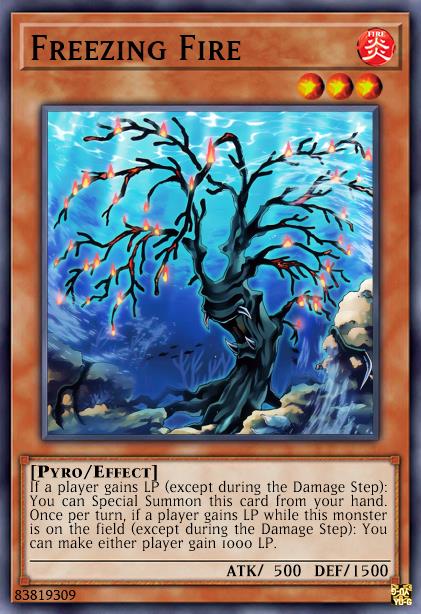 Freezing Fire
FIRE
炎
[Pyro/Effect]
If a player gains LP (except during the Damage Step):
You can Special Summon this card from your hand.
Once per turn, if a player gains LP while this monster
is on the field (except during the Damage Step): You
can make either player gain 1000 LP.
ATK/ 500 DEF/1500
83819309